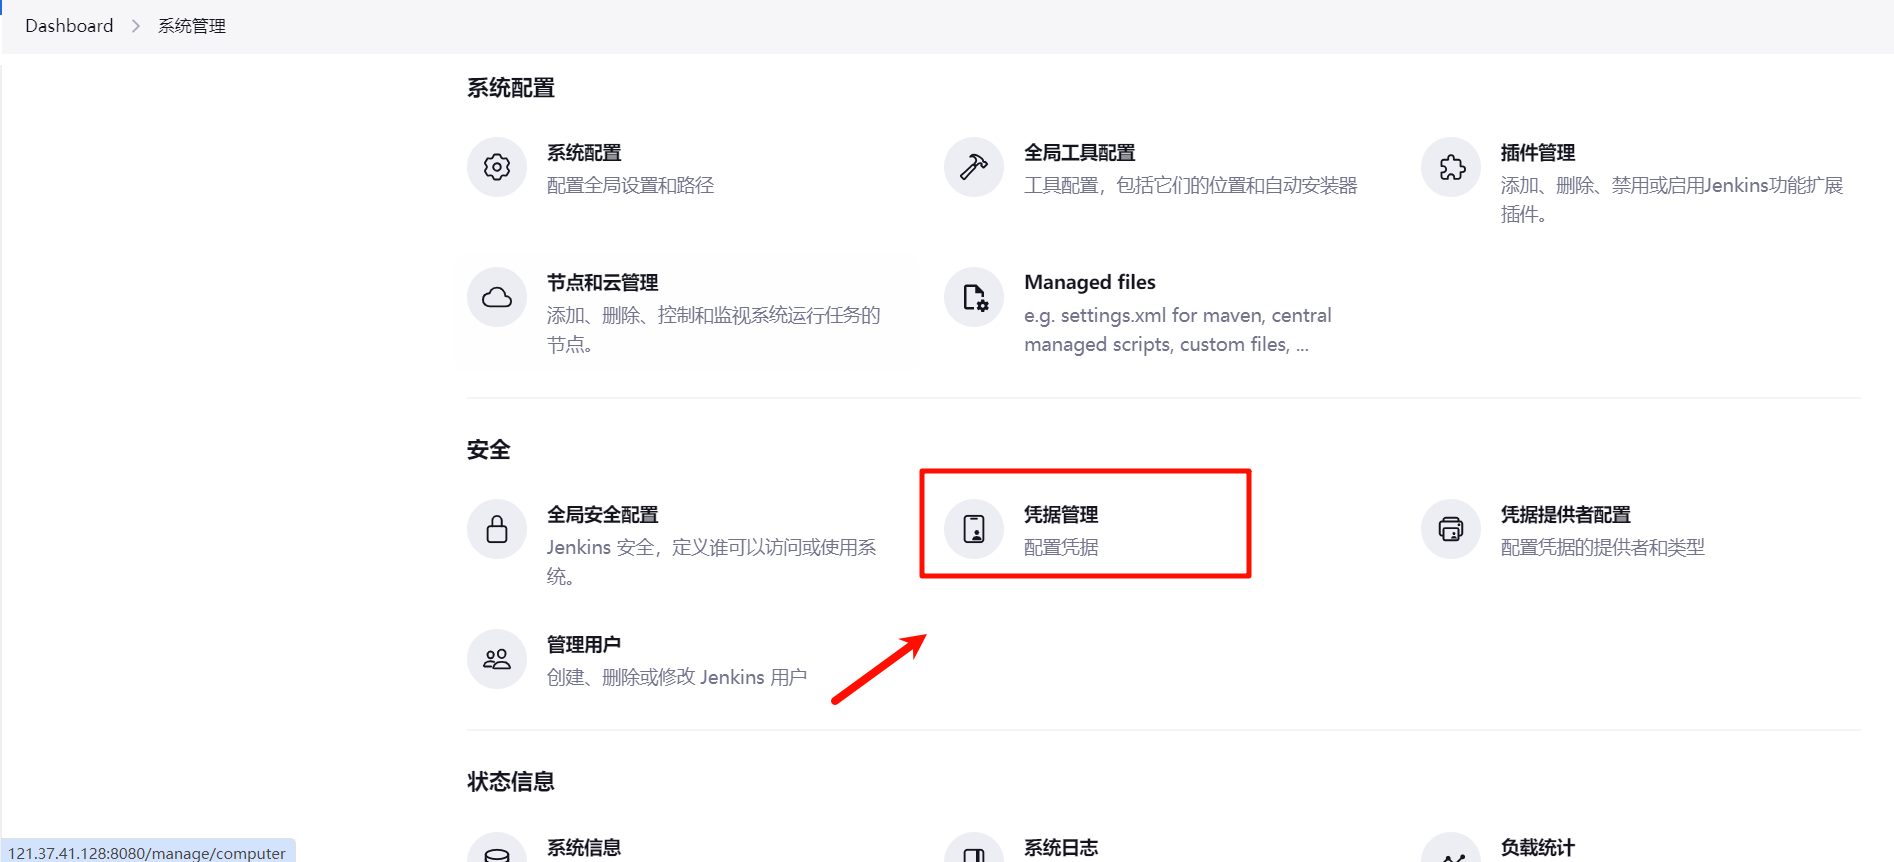 Dashboard > 系统管理
系统配置
系统配置
配置全局设置和路径
全局工具配置
工具配置，包括它们的位置和自动安装器
插件管理
添加、删除、禁用或启用Jenkins功能扩展
插件。
节点和云管理
添加、删除、控制和监视系统运行任务的
节点。
Managed files
e.g. settings.xml for maven, central
managed scripts, custom files, ...
安全
全局安全配置
Jenkins 安全，定义谁可以访问或使用系
统。
凭据管理
配置凭据
凭据提供者配置
配置凭据的提供者和类型
管理用户
创建、删除或修改 Jenkins 用户
状态信息
系统信息
系统日志
负载统计
121.37.41.128:8080/manage/computer